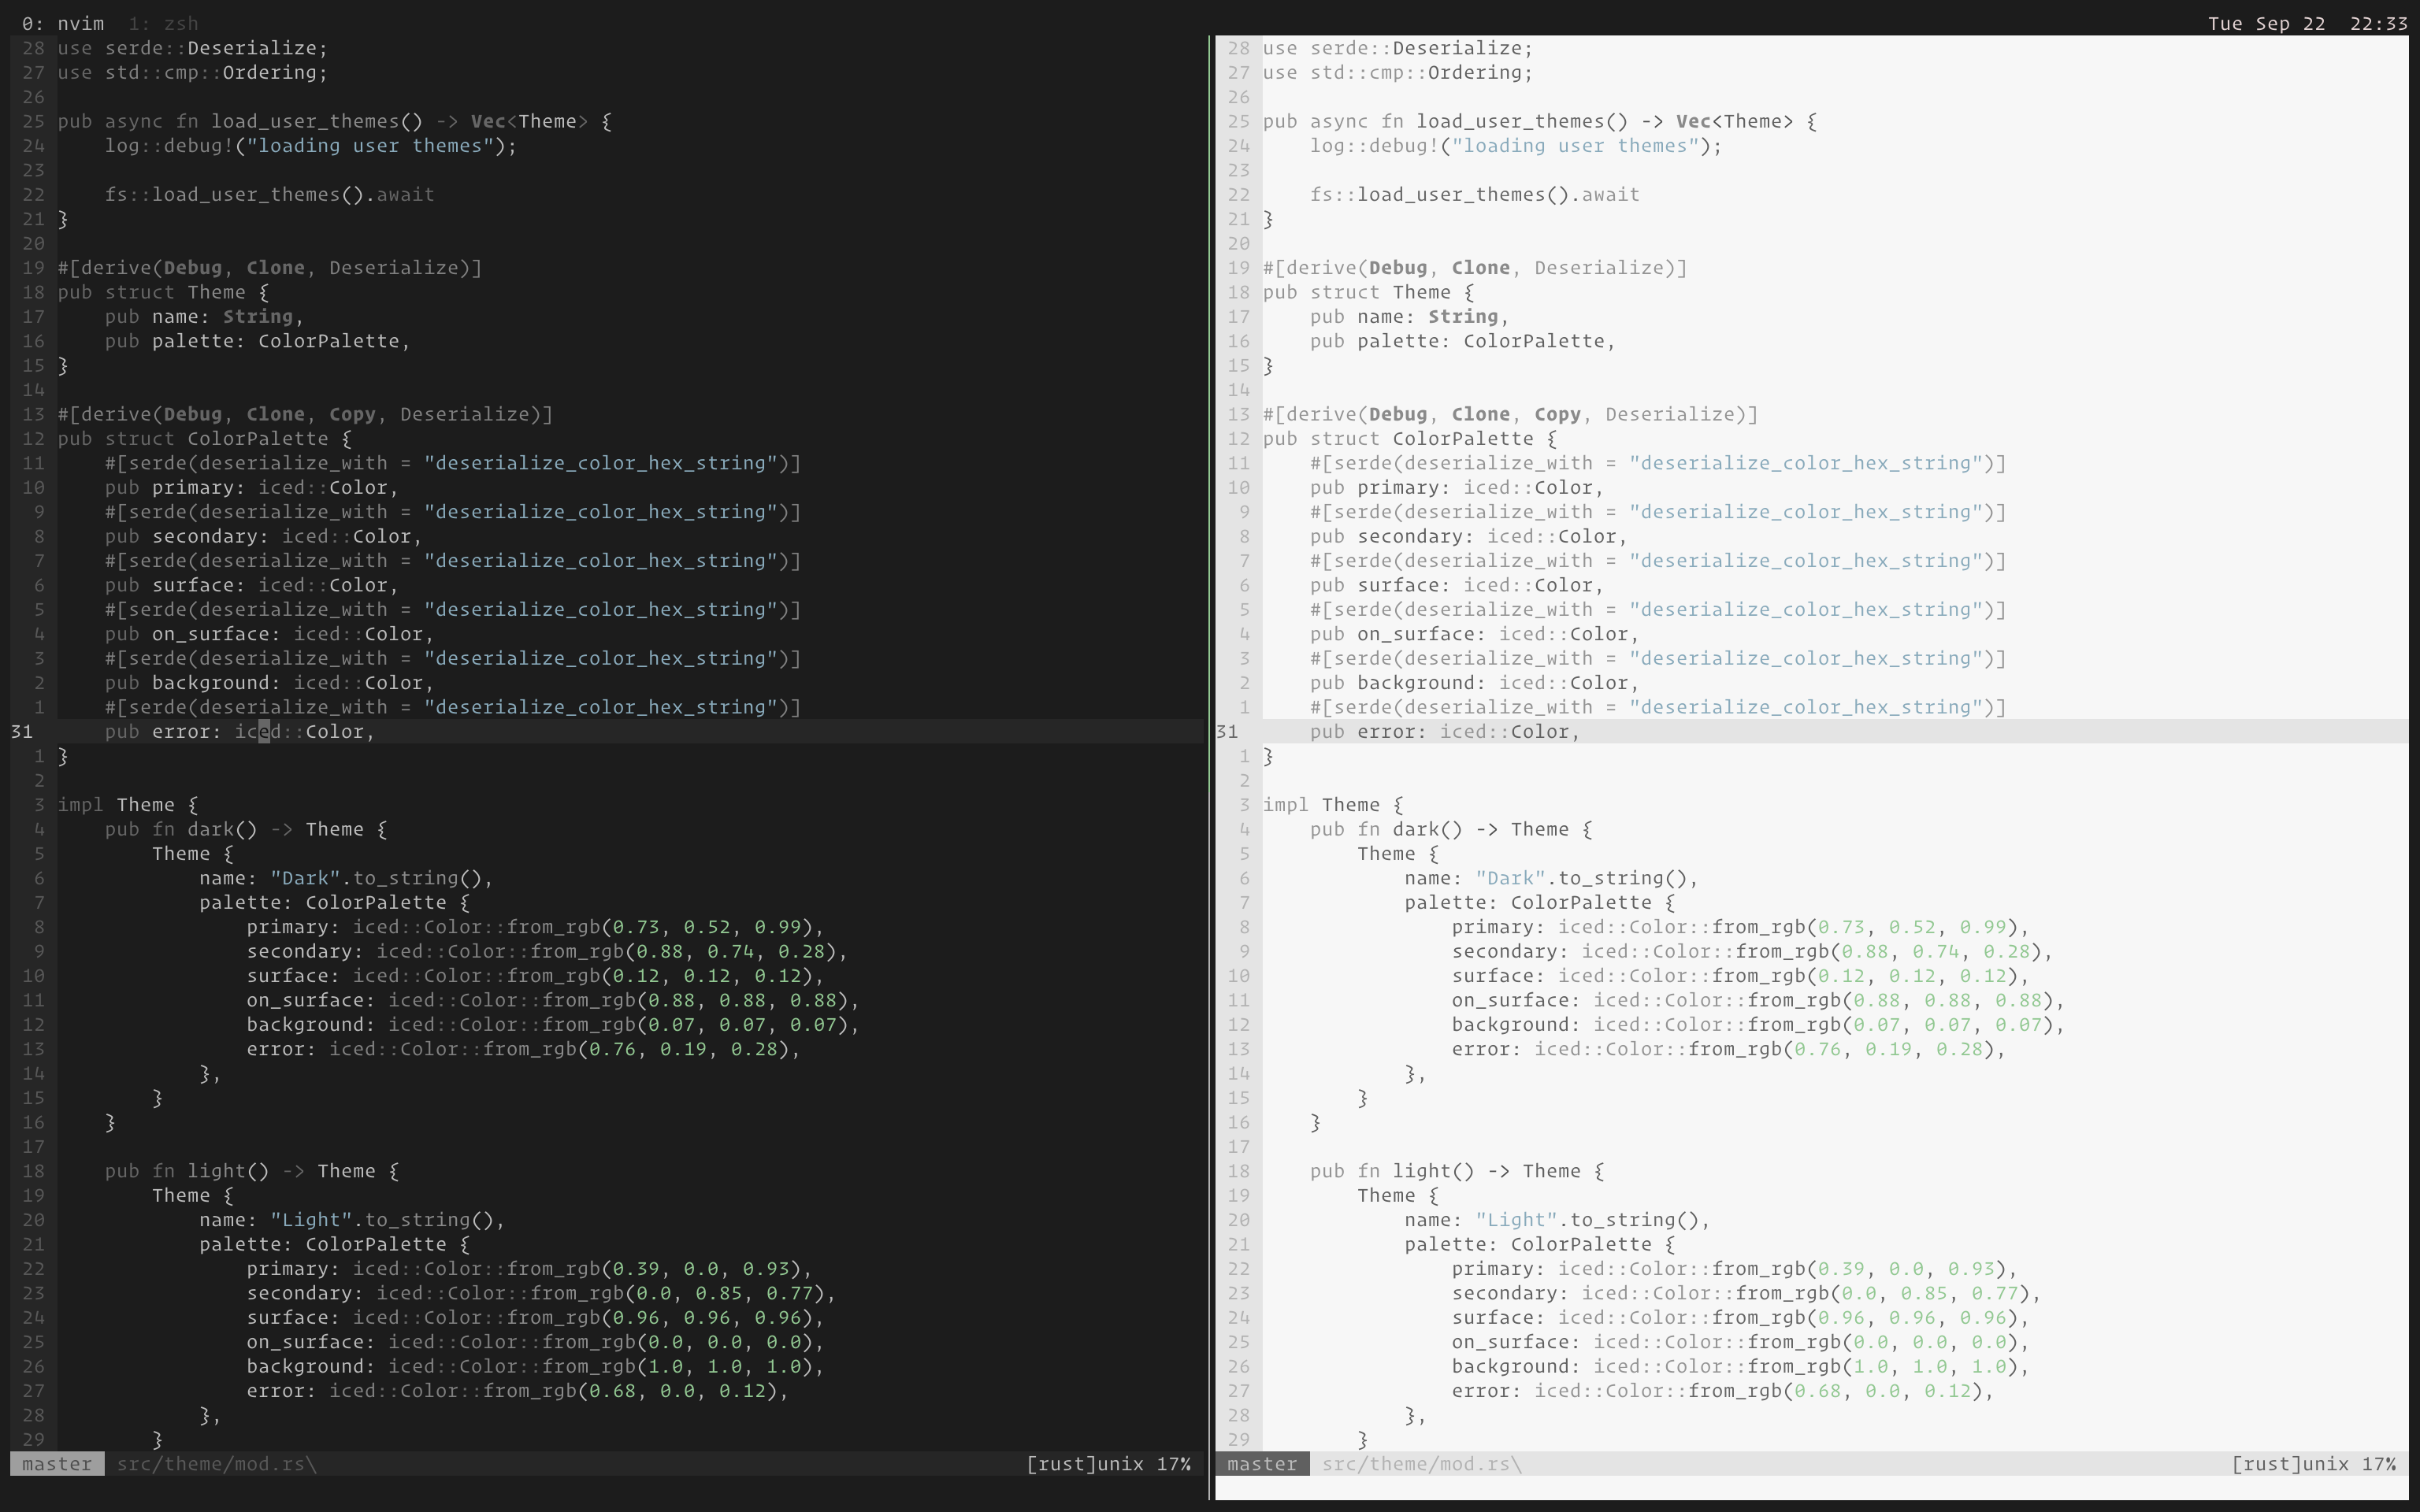 0: nvim  1: zsh
Tue Sep 22  22:33
28 use serde::Deserialize;
27 use std::cmp::Ordering;
26
25 pub async fn load_user_themes() -> Vec<Theme> {
24     log::debug!("loading user themes");
23
22     fs::load_user_themes().await
21 }
20
19 #[derive(Debug, Clone, Deserialize)]
18 pub struct Theme {
17     pub name: String,
16     pub palette: ColorPalette,
15 }
14
13 #[derive(Debug, Clone, Copy, Deserialize)]
12 pub struct ColorPalette {
11     #[serde(deserialize_with = "deserialize_color_hex_string")]
10     pub primary: iced::Color,
9     #[serde(deserialize_with = "deserialize_color_hex_string")]
8     pub secondary: iced::Color,
7     #[serde(deserialize_with = "deserialize_color_hex_string")]
6     pub surface: iced::Color,
5     #[serde(deserialize_with = "deserialize_color_hex_string")]
4     pub on_surface: iced::Color,
3     #[serde(deserialize_with = "deserialize_color_hex_string")]
2     pub background: iced::Color,
1     #[serde(deserialize_with = "deserialize_color_hex_string")]
31     pub error: iced::Color,
1 }
2
3 impl Theme {
4     pub fn dark() -> Theme {
5         Theme {
6             name: "Dark".to_string(),
7             palette: ColorPalette {
8                 primary: iced::Color::from_rgb(0.73, 0.52, 0.99),
9                 secondary: iced::Color::from_rgb(0.88, 0.74, 0.28),
10                 surface: iced::Color::from_rgb(0.12, 0.12, 0.12),
11                 on_surface: iced::Color::from_rgb(0.88, 0.88, 0.88),
12                 background: iced::Color::from_rgb(0.07, 0.07, 0.07),
13                 error: iced::Color::from_rgb(0.76, 0.19, 0.28),
14             },
15         }
16     }
17
18     pub fn light() -> Theme {
19         Theme {
20             name: "Light".to_string(),
21             palette: ColorPalette {
22                 primary: iced::Color::from_rgb(0.39, 0.0, 0.93),
23                 secondary: iced::Color::from_rgb(0.0, 0.85, 0.77),
24                 surface: iced::Color::from_rgb(0.96, 0.96, 0.96),
25                 on_surface: iced::Color::from_rgb(0.0, 0.0, 0.0),
26                 background: iced::Color::from_rgb(1.0, 1.0, 1.0),
27                 error: iced::Color::from_rgb(0.68, 0.0, 0.12),
28             },
29         }
master  src/theme/mod.rs\  [rust]unix 17%
28 use serde::Deserialize;
27 use std::cmp::Ordering;
26
25 pub async fn load_user_themes() -> Vec<Theme> {
24     log::debug!("loading user themes");
23
22     fs::load_user_themes().await
21 }
20
19 #[derive(Debug, Clone, Deserialize)]
18 pub struct Theme {
17     pub name: String,
16     pub palette: ColorPalette,
15 }
14
13 #[derive(Debug, Clone, Copy, Deserialize)]
12 pub struct ColorPalette {
11     #[serde(deserialize_with = "deserialize_color_hex_string")]
10     pub primary: iced::Color,
9     #[serde(deserialize_with = "deserialize_color_hex_string")]
8     pub secondary: iced::Color,
7     #[serde(deserialize_with = "deserialize_color_hex_string")]
6     pub surface: iced::Color,
5     #[serde(deserialize_with = "deserialize_color_hex_string")]
4     pub on_surface: iced::Color,
3     #[serde(deserialize_with = "deserialize_color_hex_string")]
2     pub background: iced::Color,
1     #[serde(deserialize_with = "deserialize_color_hex_string")]
31     pub error: iced::Color,
1 }
2
3 impl Theme {
4     pub fn dark() -> Theme {
5         Theme {
6             name: "Dark".to_string(),
7             palette: ColorPalette {
8                 primary: iced::Color::from_rgb(0.73, 0.52, 0.99),
9                 secondary: iced::Color::from_rgb(0.88, 0.74, 0.28),
10                 surface: iced::Color::from_rgb(0.12, 0.12, 0.12),
11                 on_surface: iced::Color::from_rgb(0.88, 0.88, 0.88),
12                 background: iced::Color::from_rgb(0.07, 0.07, 0.07),
13                 error: iced::Color::from_rgb(0.76, 0.19, 0.28),
14             },
15         }
16     }
17
18     pub fn light() -> Theme {
19         Theme {
20             name: "Light".to_string(),
21             palette: ColorPalette {
22                 primary: iced::Color::from_rgb(0.39, 0.0, 0.93),
23                 secondary: iced::Color::from_rgb(0.0, 0.85, 0.77),
24                 surface: iced::Color::from_rgb(0.96, 0.96, 0.96),
25                 on_surface: iced::Color::from_rgb(0.0, 0.0, 0.0),
26                 background: iced::Color::from_rgb(1.0, 1.0, 1.0),
27                 error: iced::Color::from_rgb(0.68, 0.0, 0.12),
28             },
29         }
master  src/theme/mod.rs\  [rust]unix 17%